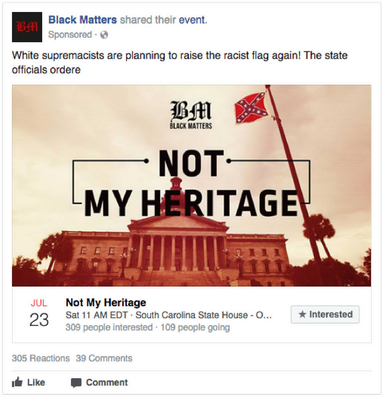 BM
Black Matters shared their event.
Sponsored ·
White supremacists are planning to raise the racist flag again! The state
officials ordere
BM
BLACK MATTERS
NOT
MY HERITAGE
JUL
23
Not My Heritage
Sat 11 AM EDT · South Carolina State House - O...
309 people interested · 109 people going
★ Interested
305 Reactions 39 Comments
Like Comment